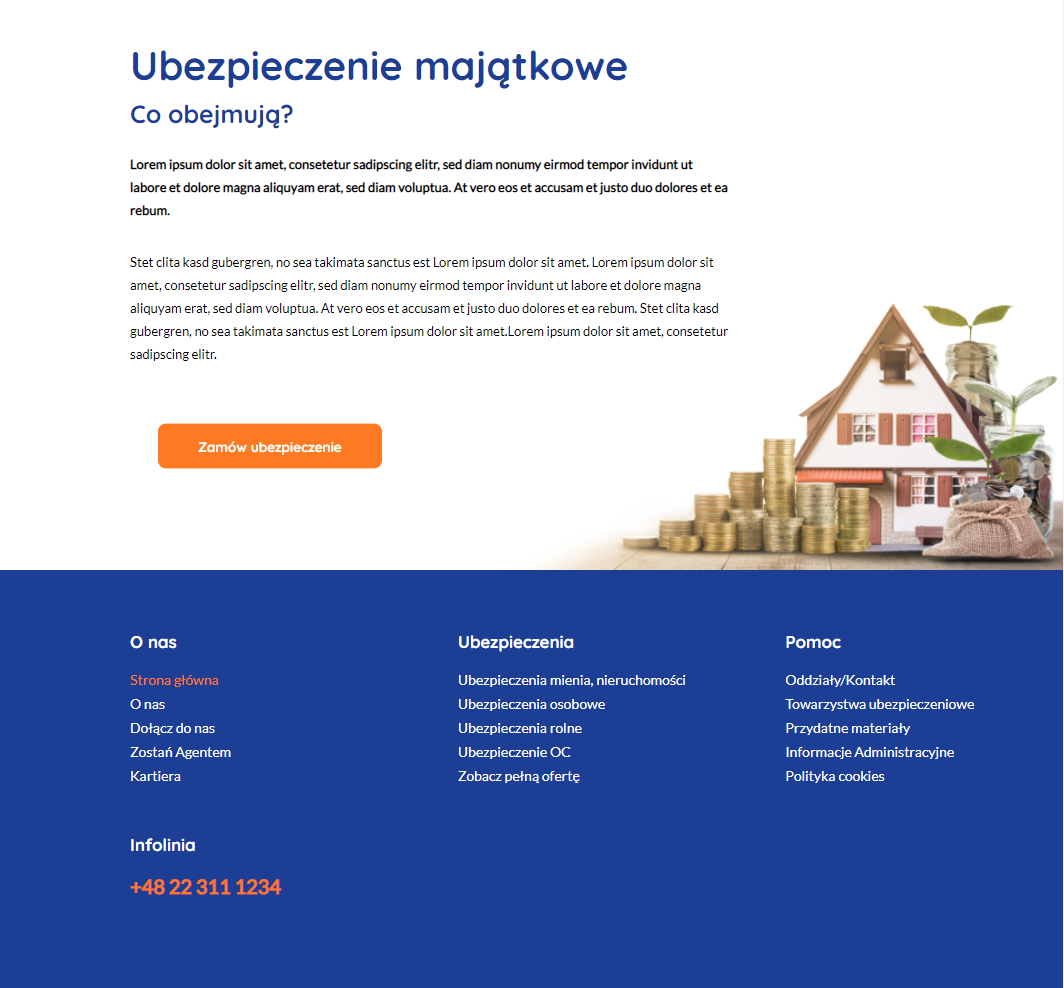 Ubezpieczenie majątkowe
Co obejmują?
Lorem ipsum dolor sit amet, consetetur sadipscing elitr, sed diam nonumy eirmod tempor invidunt ut
labore et dolore magna aliquyam erat, sed diam voluptua. At vero eos et accusam et justo duo dolores et ea
rebum.
Stet clita kasd gubergren, no sea takimata sanctus est Lorem ipsum dolor sit amet. Lorem ipsum dolor sit
amet, consetetur sadipscing elitr, sed diam nonumy eirmod tempor invidunt ut labore et dolore magna
aliquyam erat, sed diam voluptua. At vero eos et accusam et justo duo dolores et ea rebum. Stet clita kasd
gubergren, no sea takimata sanctus est Lorem ipsum dolor sit amet.Lorem ipsum dolor sit amet, consetetur
sadipscing elitr.
Zamów ubezpieczenie
O nas
Strona główna
O nas
Dołącz do nas
Zostań Agentem
Kartiera
Ubezpieczenia
Ubezpieczenia mienia, nieruchomości
Ubezpieczenia osobowe
Ubezpieczenia rolne
Ubezpieczenie OC
Zobacz pełną ofertę
Pomoc
Oddziały/Kontakt
Towarzystwa ubezpieczeniowe
Przydatne materiały
Informacje Administracyjne
Polityka cookies
Infolinia
+48 22 311 1234